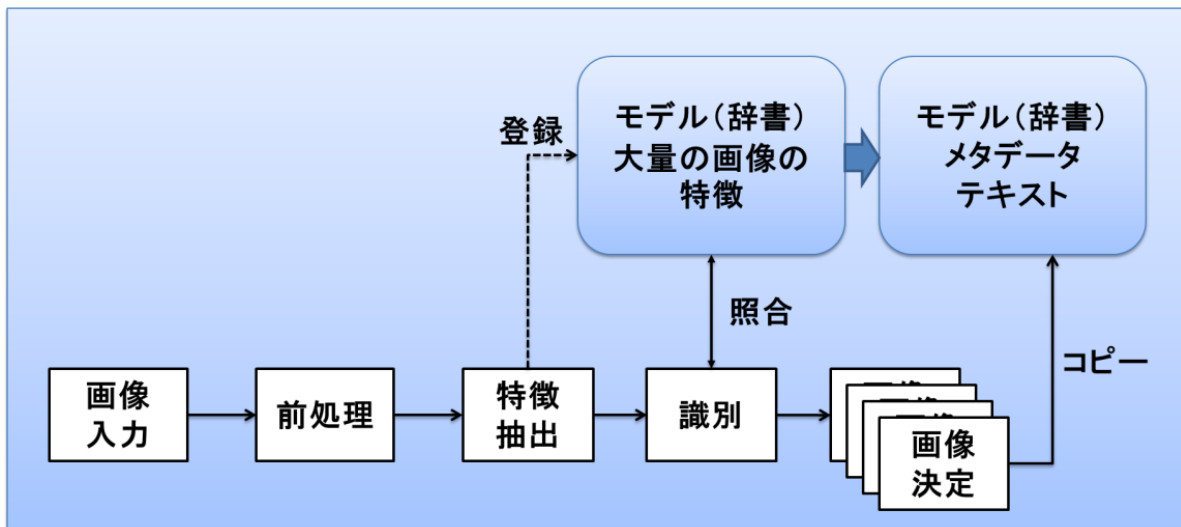 モデル（辞書）
大量の画像の
特徴
モデル（辞書）
メタデータ
テキスト
登録
照合
コピー
画像
入力
前処理
特徴
抽出
識別
画像
決定